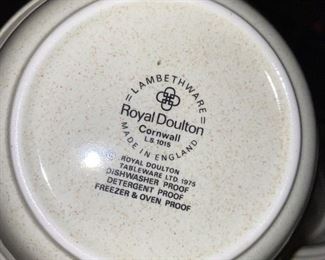 = LAMBETHWARE =
Royal Doulton
Cornwall
L.S. 1015
MADE IN ENGLAND
© ROYAL DOULTON
TABLEWARE LTD 1975
DISHWASHER PROOF
DETERGENT PROOF
FREEZER & OVEN PROOF